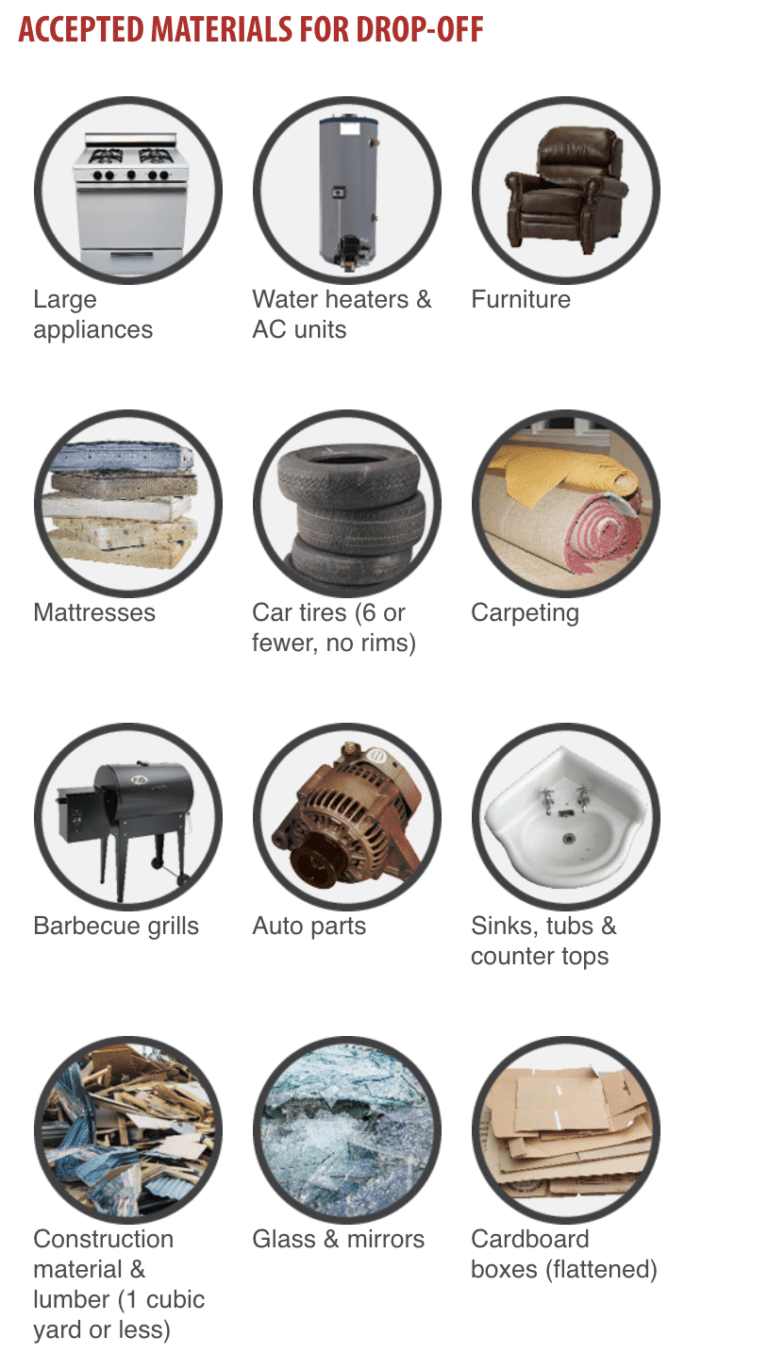 ACCEPTED MATERIALS FOR DROP-OFF
Large
appliances
Water heaters &
AC units
Furniture
Mattresses
Car tires (6 or
fewer, no rims)
Carpeting
Barbecue grills
Auto parts
Sinks, tubs &
counter tops
Construction
material &
lumber (1 cubic
yard or less)
Glass & mirrors
Cardboard
boxes (flattened)